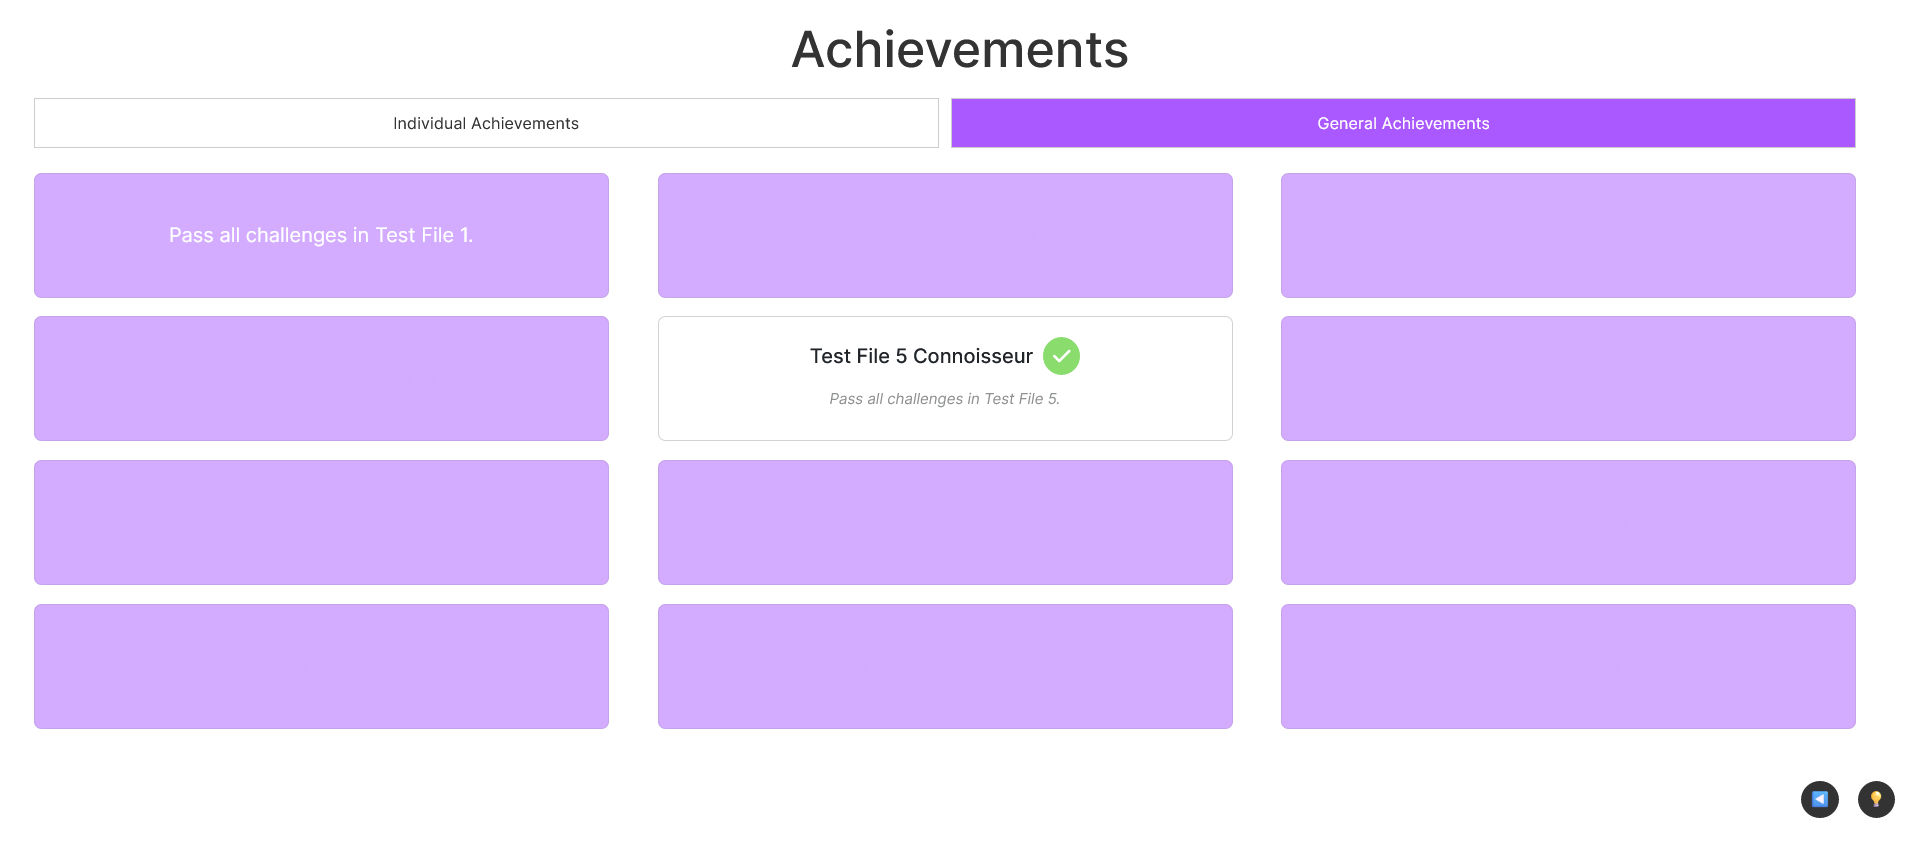 Achievements
Individual Achievements
General Achievements
Pass all challenges in Test File 1.
Test File 5 Connoisseur
Pass all challenges in Test File 5.